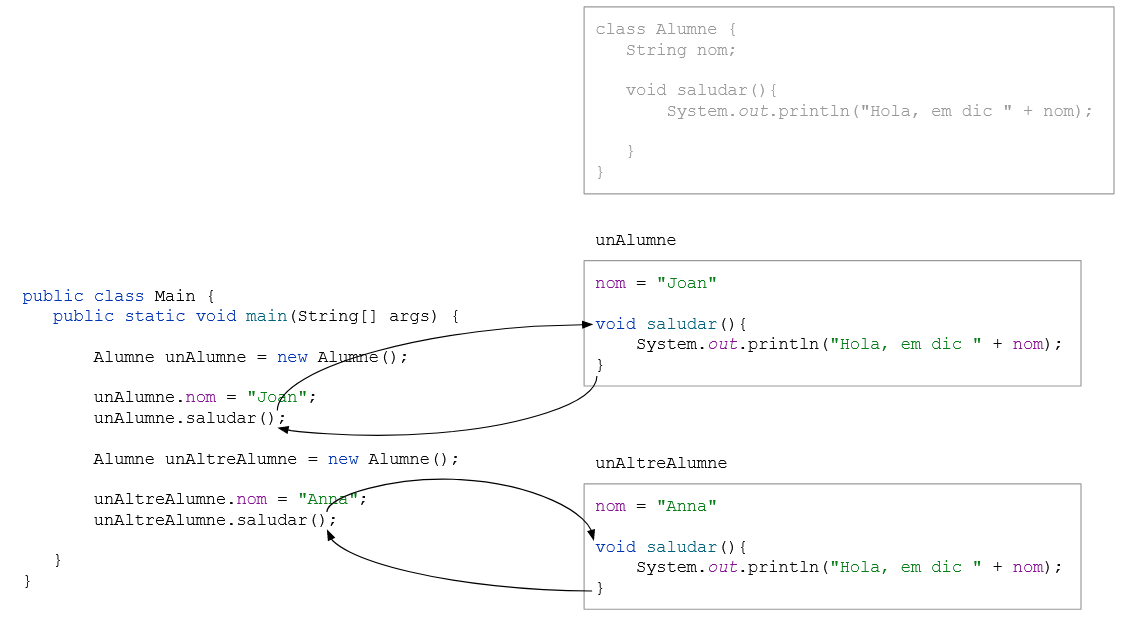 class Alumne {
String nom;
void saludar(){
System.out.println("Hola, em dic " + nom);
}
}
unAlumne
nom = "Joan"
void saludar(){
System.out.println("Hola, em dic " + nom);
}
public class Main {
public static void main(String[] args) {
Alumne unAlumne = new Alumne();
unAlumne.nom = "Joan";
unAlumne.saludar();
Alumne unAltreAlumne = new Alumne();
unAltreAlumne.nom = "Anna";
unAltreAlumne.saludar();
}
}
unAltreAlumne
nom = "Anna"
void saludar(){
System.out.println("Hola, em dic " + nom);
}